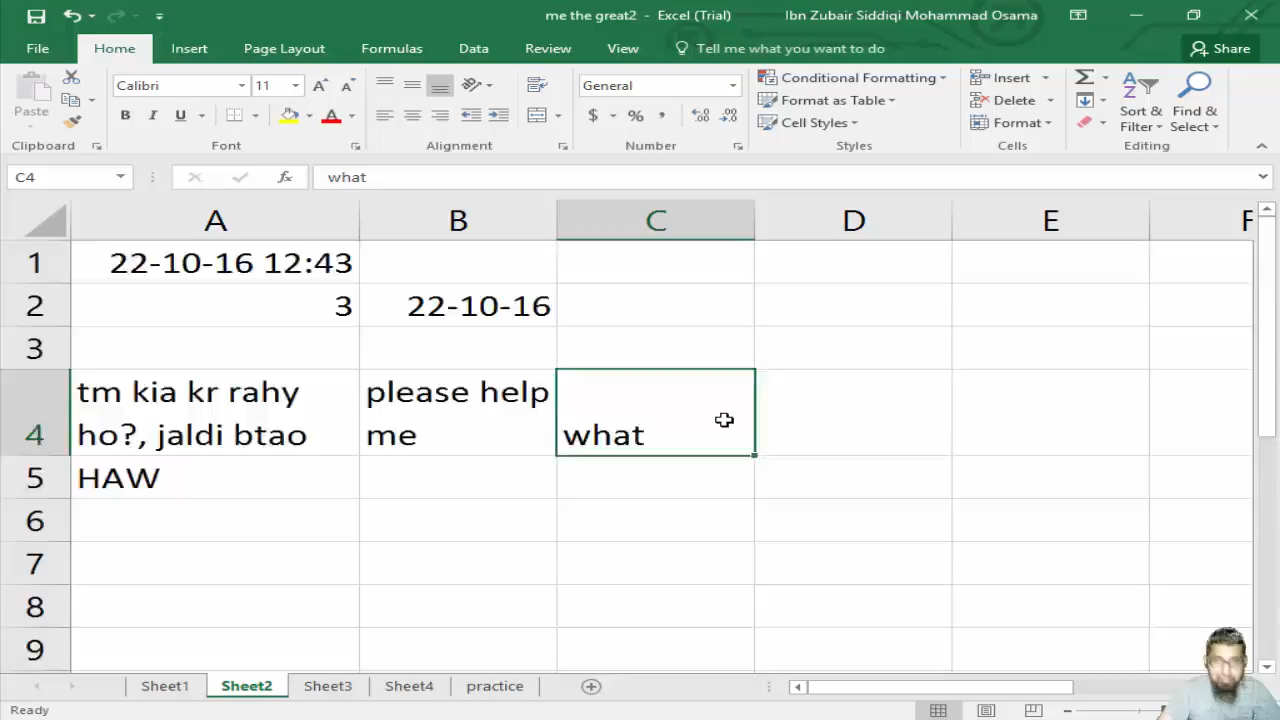 me the great2 - Excel (Trial)
Ibn Zubair Siddiqi Mohammad Osama
File Home Insert Page Layout Formulas Data Review View Tell me what you want to do Share
Paste
Calibri 11
General
Conditional Formatting
Format as Table
Cell Styles
Insert
Delete
Format
Sort & Filter
Find & Select
B I U A $ % ,
Clipboard Font Alignment Number Styles Cells Editing
C4 fx what
A B C D E F
1 22-10-16 12:43
2 3 22-10-16
3
tm kia kr rahy please help
4 ho?, jaldi btao me what
5 HAW
6
7
8
9
Sheet1 Sheet2 Sheet3 Sheet4 practice
Ready